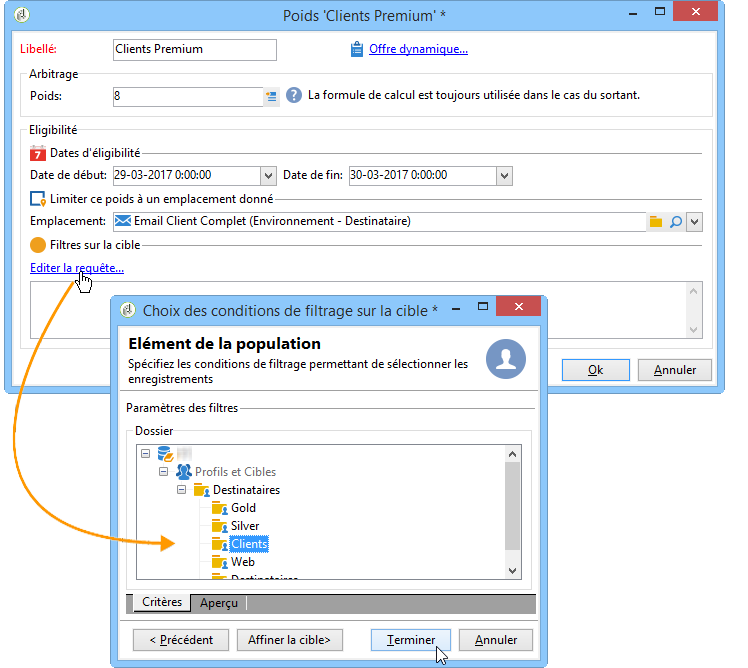 Poids 'Clients Premium' *
Libellé: Clients Premium Offre dynamique...
Arbitrage
Poids: 8 ? La formule de calcul est toujours utilisée dans le cas du sortant.
Eligibilité
7 Dates d'éligibilité
Date de début: 29-03-2017 0:00:00 Date de fin: 30-03-2017 0:00:00
Limiter ce poids à un emplacement donné
Emplacement: Email Client Complet (Environnement - Destinataire)
Filtres sur la cible
Editer la requête...
Ok Annuler
Choix des conditions de filtrage sur la cible *
Elément de la population
Spécifiez les conditions de filtrage permettant de sélectionner les
enregistrements
Paramètres des filtres
Dossier
Profils et Cibles
Destinataires
Gold
Silver
Clients
Web
Destinataires
Critères Aperçu
< Précédent Affiner la cible> Terminer Annuler